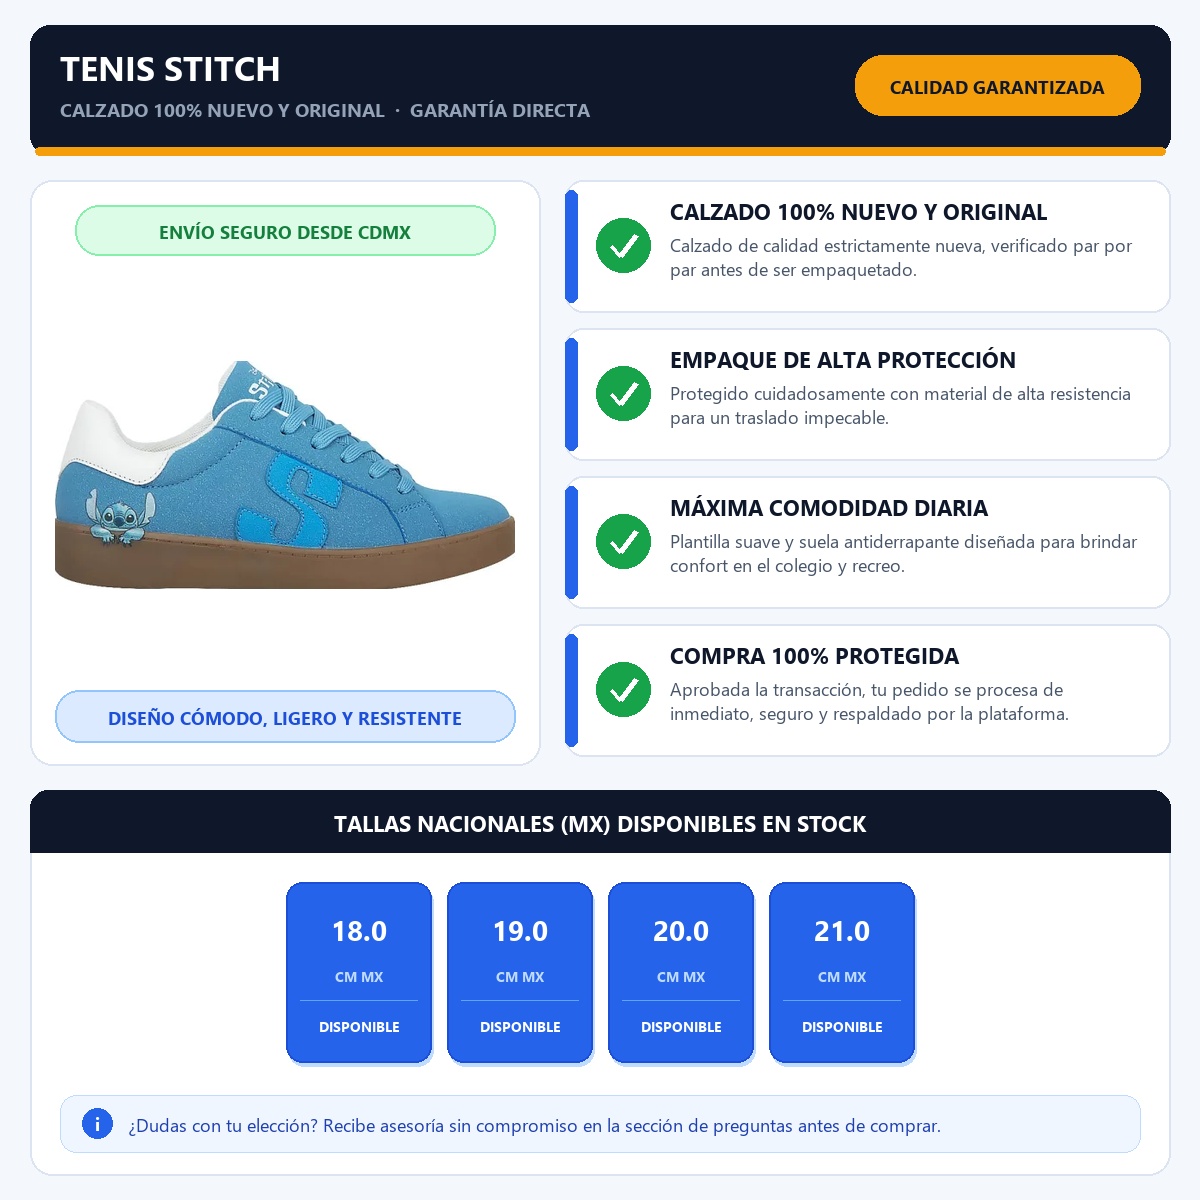 TENIS STITCH
CALZADO 100% NUEVO Y ORIGINAL · GARANTÍA DIRECTA
CALIDAD GARANTIZADA
ENVÍO SEGURO DESDE CDMX
S
DISEÑO CÓMODO, LIGERO Y RESISTENTE
CALZADO 100% NUEVO Y ORIGINAL
Calzado de calidad estrictamente nueva, verificado par por
par antes de ser empaquetado.
EMPAQUE DE ALTA PROTECCIÓN
Protegido cuidadosamente con material de alta resistencia
para un traslado impecable.
MÁXIMA COMODIDAD DIARIA
Plantilla suave y suela antiderrapante diseñada para brindar
confort en el colegio y recreo.
COMPRA 100% PROTEGIDA
Aprobada la transacción, tu pedido se procesa de
inmediato, seguro y respaldado por la plataforma.
TALLAS NACIONALES (MX) DISPONIBLES EN STOCK
18.0
CM MX
DISPONIBLE
19.0
CM MX
DISPONIBLE
20.0
CM MX
DISPONIBLE
21.0
CM MX
DISPONIBLE
¿Dudas con tu elección? Recibe asesoría sin compromiso en la sección de preguntas antes de comprar.